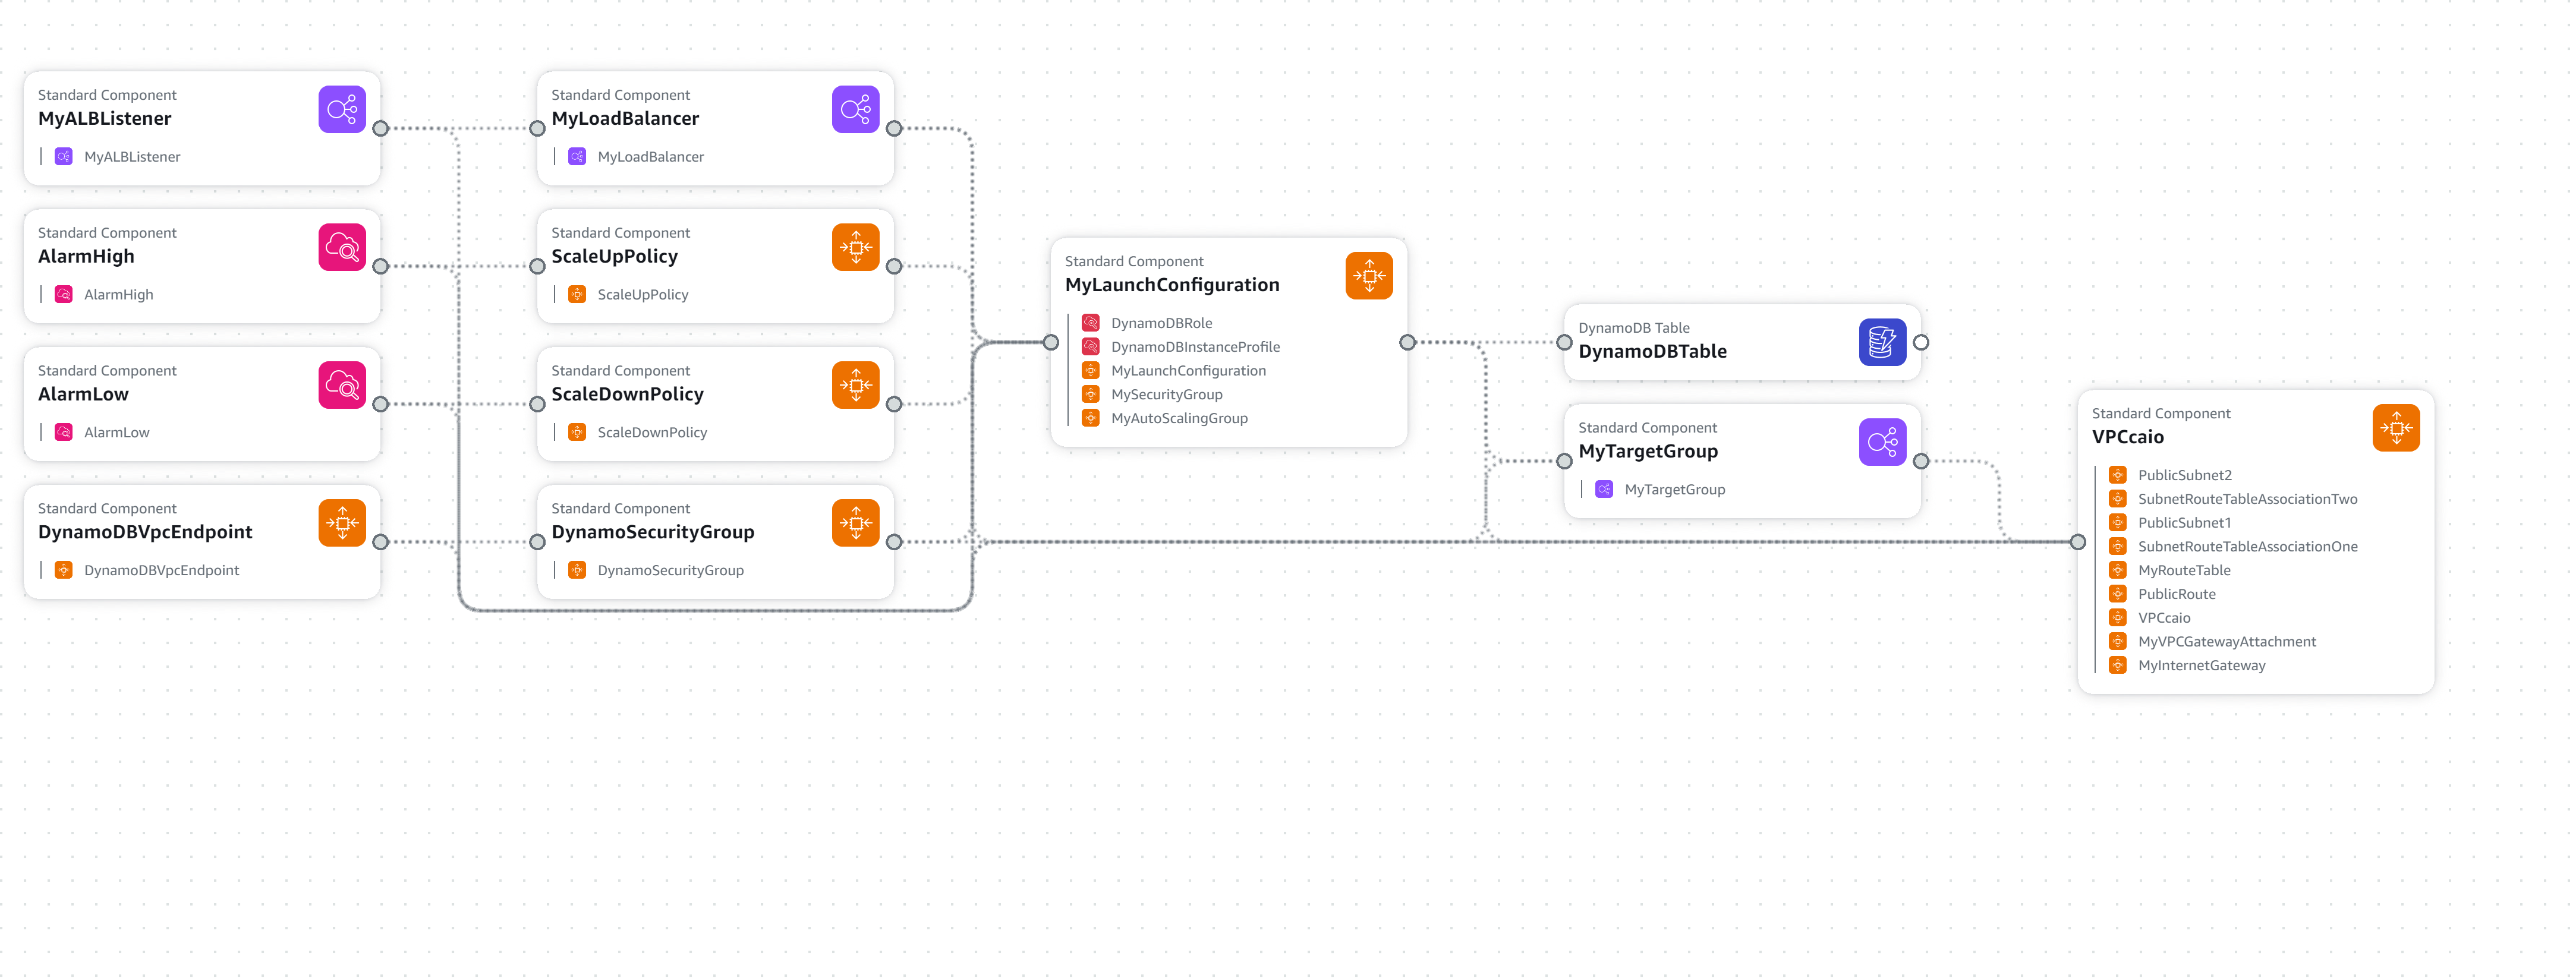 Standard Component
MyALBListener
MyALBListener
Standard Component
AlarmHigh
AlarmHigh
Standard Component
AlarmLow
AlarmLow
Standard Component
DynamoDBVpcEndpoint
DynamoDBVpcEndpoint
Standard Component
MyLoadBalancer
MyLoadBalancer
Standard Component
ScaleUpPolicy
ScaleUpPolicy
Standard Component
ScaleDownPolicy
ScaleDownPolicy
Standard Component
DynamoSecurityGroup
DynamoSecurityGroup
Standard Component
MyLaunchConfiguration
DynamoDBRole
DynamoDBInstanceProfile
MyLaunchConfiguration
MySecurityGroup
MyAutoScalingGroup
DynamoDB Table
DynamoDBTable
Standard Component
MyTargetGroup
MyTargetGroup
Standard Component
VPCcaio
PublicSubnet2
SubnetRouteTableAssociationTwo
PublicSubnet1
SubnetRouteTableAssociationOne
MyRouteTable
PublicRoute
VPCcaio
MyVPCGatewayAttachment
MyInternetGateway